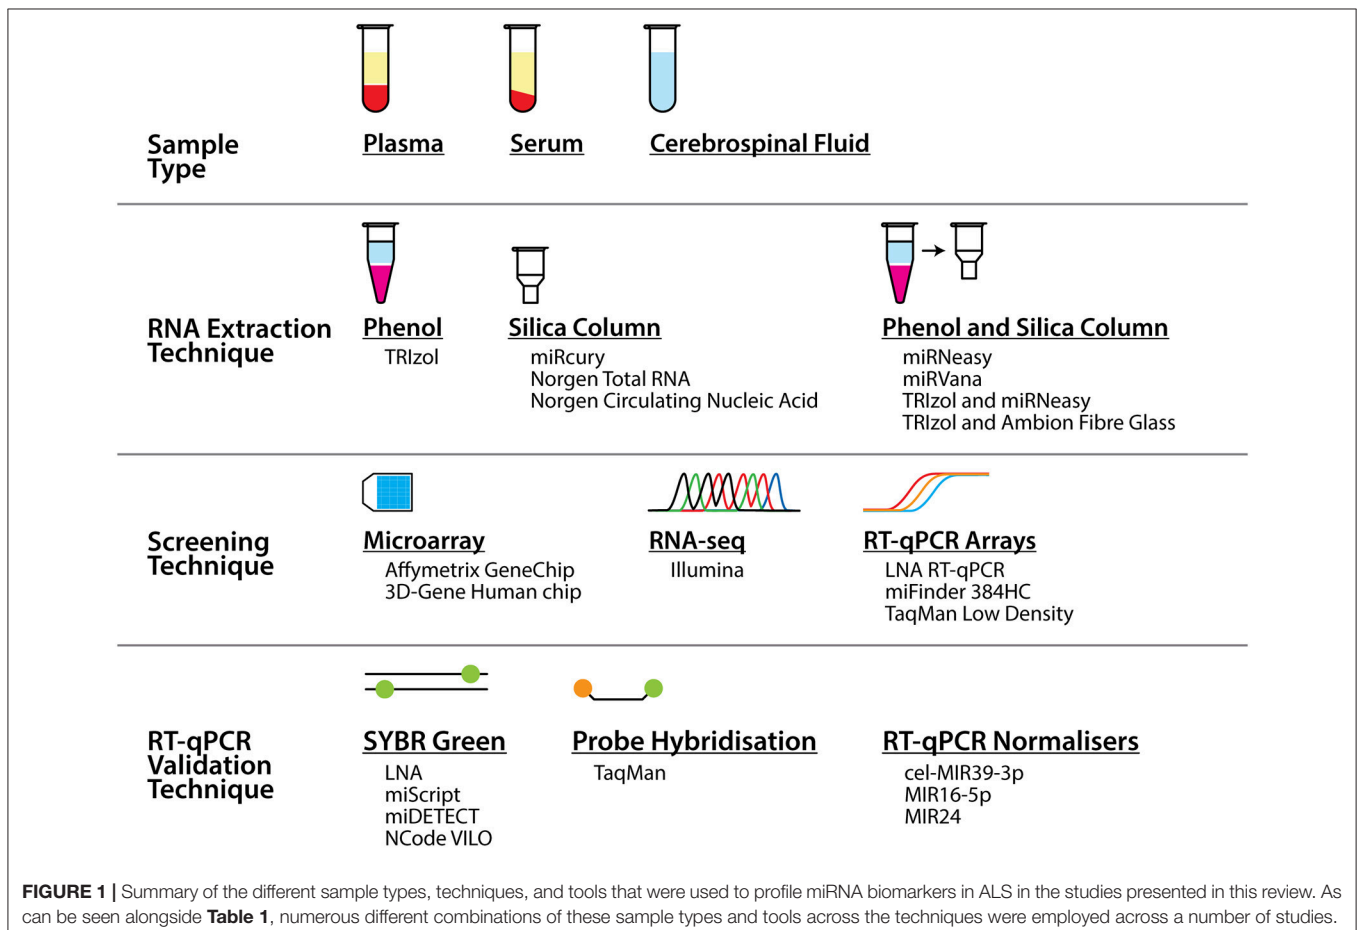 Sample
Type
Plasma
Serum
Cerebrospinal Fluid
RNA Extraction
Technique
Phenol
TRIzol
Silica Column
miRcury
Norgen Total RNA
Norgen Circulating Nucleic Acid
Phenol and Silica Column
miRNeasy
miRVana
TRIzol and miRNeasy
TRIzol and Ambion Fibre Glass
Screening
Technique
Microarray
Affymetrix GeneChip
3D-Gene Human chip
RNA-seq
Illumina
RT-qPCR Arrays
LNA RT-qPCR
miFinder 384HC
TaqMan Low Density
RT-qPCR
Validation
Technique
SYBR Green
LNA
miScript
miDETECT
NCode VILO
Probe Hybridisation
TaqMan
RT-qPCR Normalisers
cel-MIR39-3p
MIR16-5p
MIR24
FIGURE 1 | Summary of the different sample types, techniques, and tools that were used to profile miRNA biomarkers in ALS in the studies presented in this review. As
can be seen alongside Table 1, numerous different combinations of these sample types and tools across the techniques were employed across a number of studies.